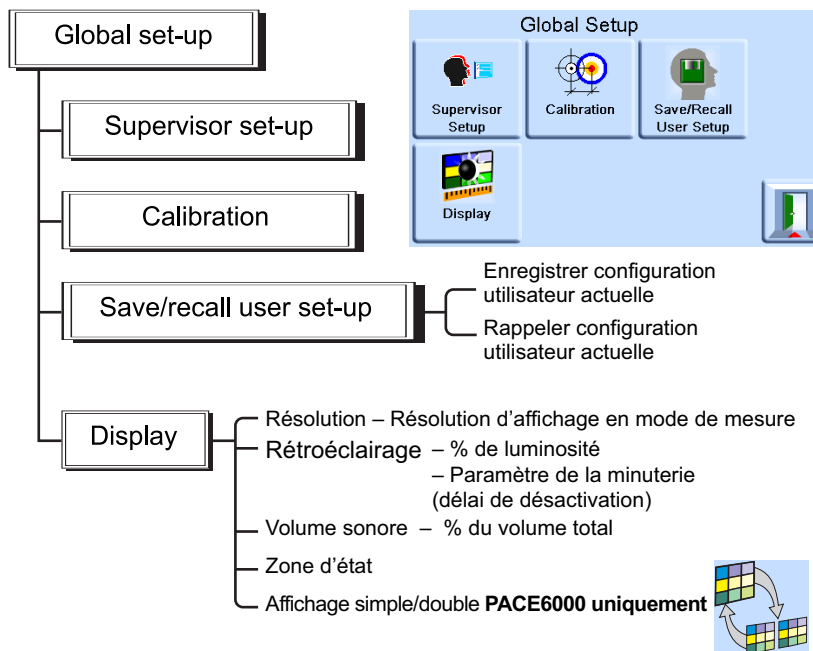 Global set-up
Global Setup
Supervisor
Setup
Calibration
Save/Recall
User Setup
Display
Supervisor set-up
Calibration
Save/recall user set-up
Enregistrer configuration
utilisateur actuelle
Rappeler configuration
utilisateur actuelle
Display
Résolution – Résolution d'affichage en mode de mesure
Rétroéclairage – % de luminosité
– Paramètre de la minuterie
(délai de désactivation)
Volume sonore – % du volume total
Zone d'état
Affichage simple/double PACE6000 uniquement